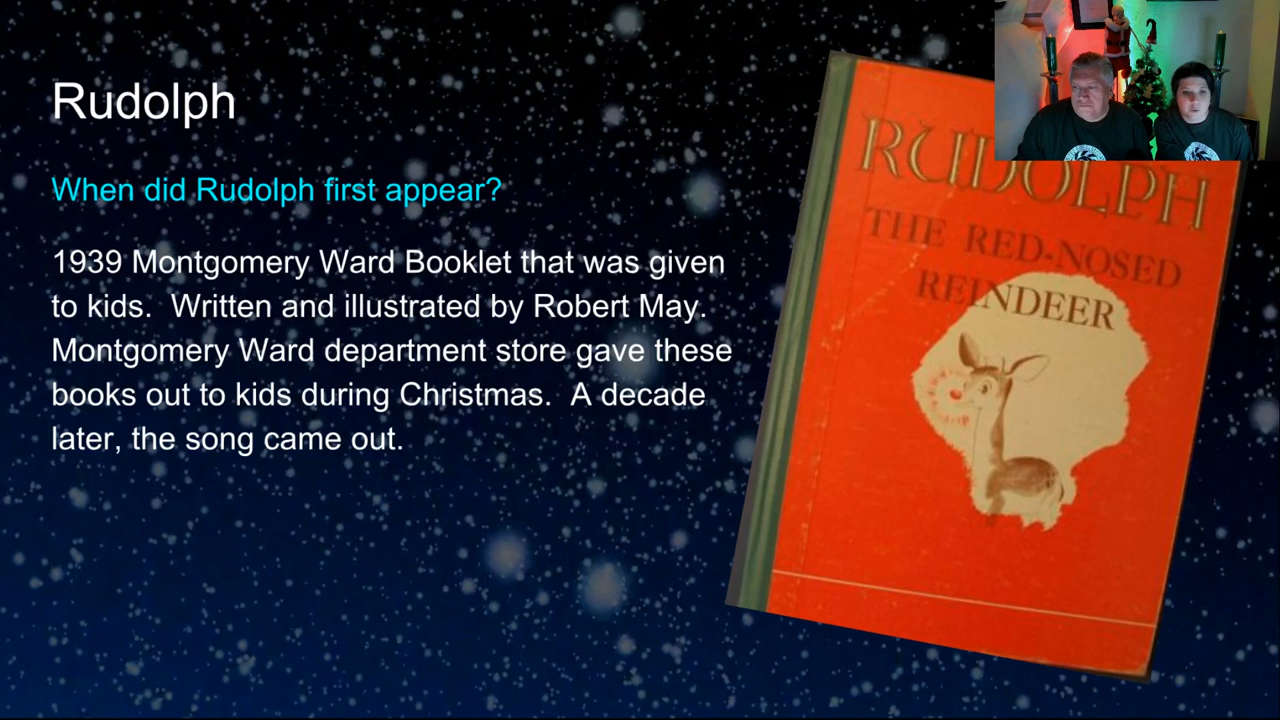 Rudolph
When did Rudolph first appear?
1939 Montgomery Ward Booklet that was given
to kids.  Written and illustrated by Robert May.
Montgomery Ward department store gave these
books out to kids during Christmas.  A decade
later, the song came out.
RUDOLPH
THE RED-NOSED
REINDEER